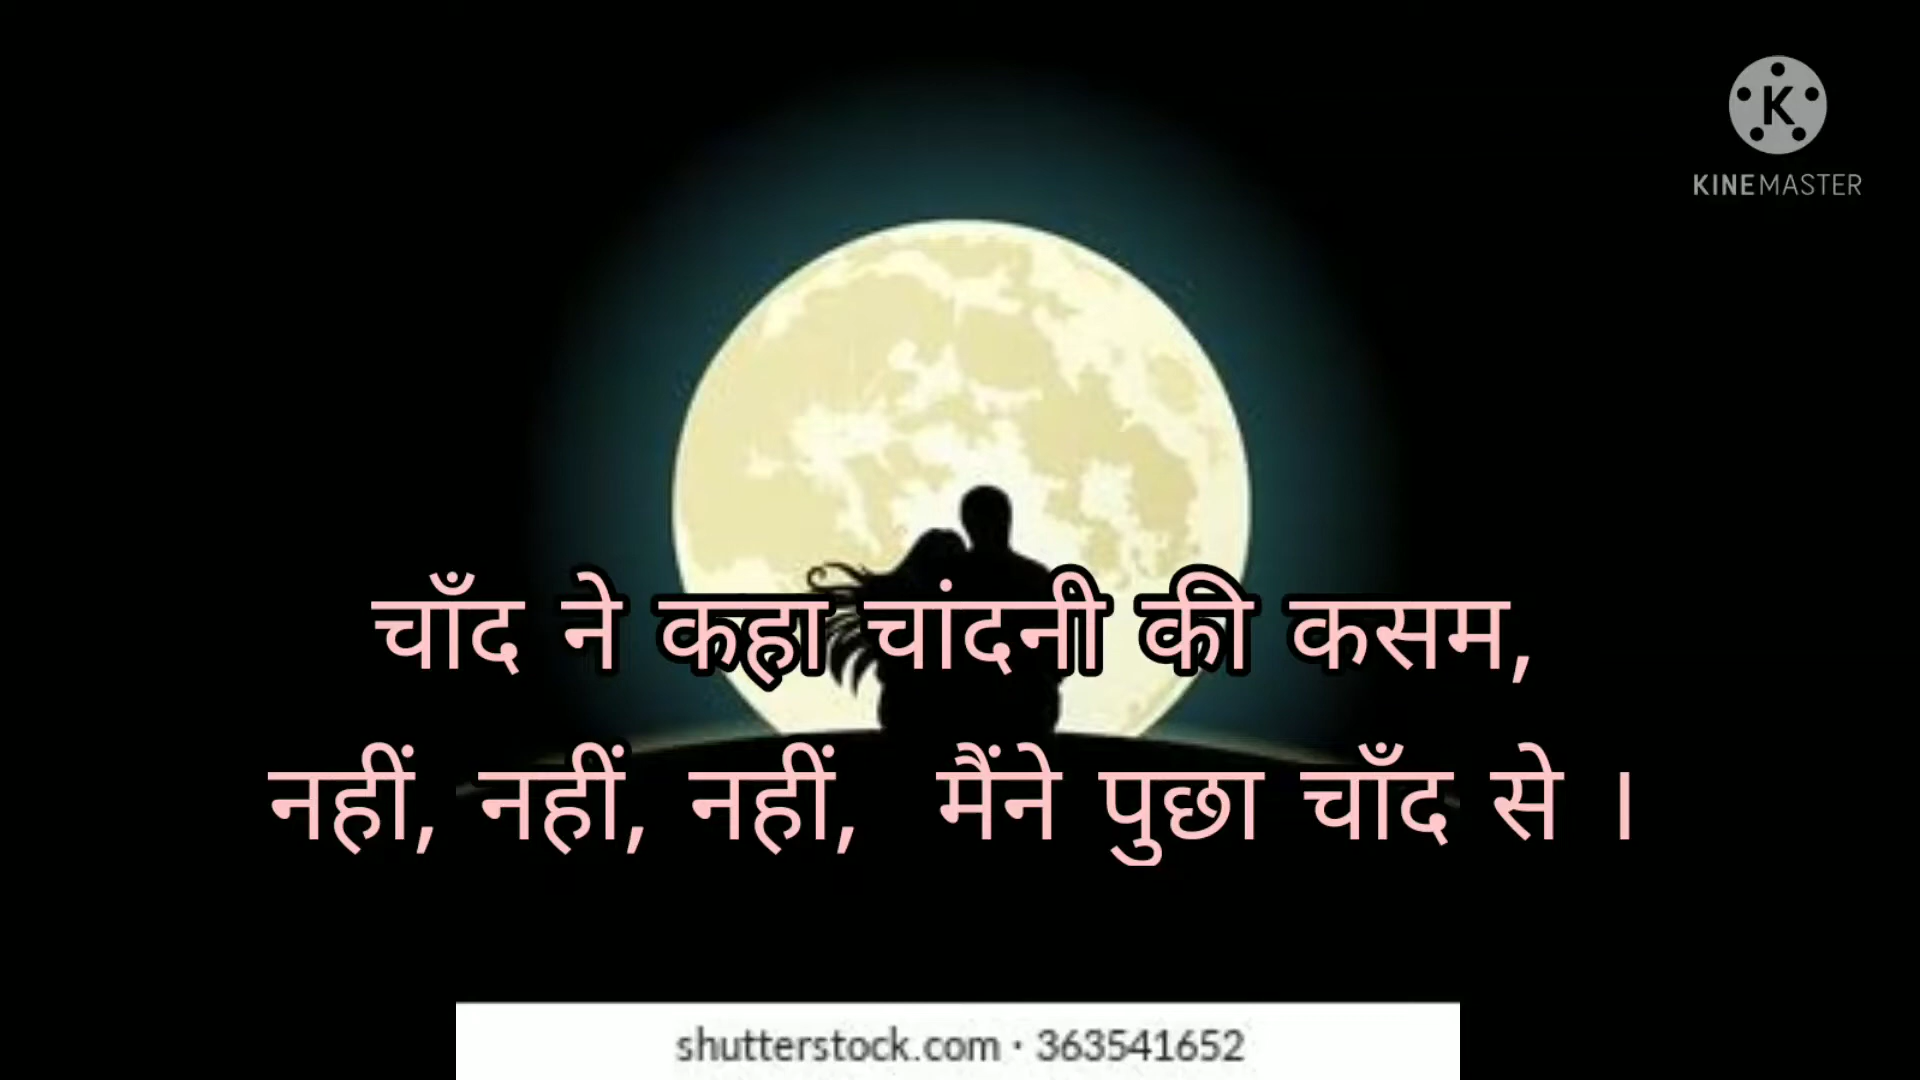 K
KINEMASTER
चाँद ने कहा चांदनी की कसम,
नहीं, नहीं, नहीं, मैंने पुछा चाँद से ।
shutterstock.com · 363541652